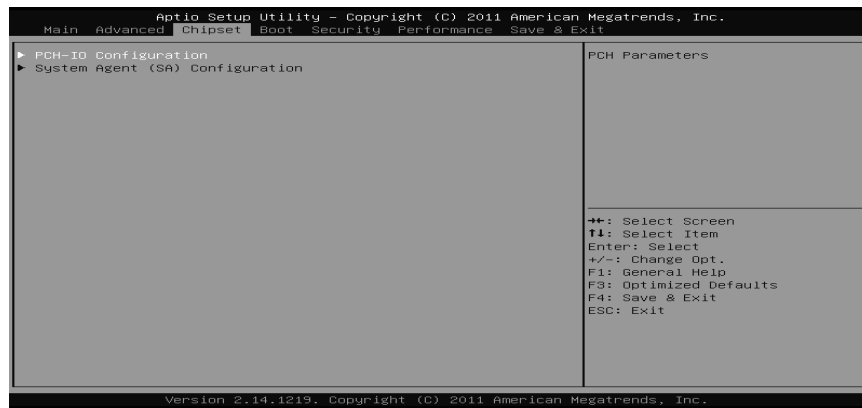 Aptio Setup Utility – Copyright (C) 2011 American Megatrends, Inc.
Main Advanced Chipset Boot Security Performance Save & Exit
► PCH-IO Configuration
► System Agent (SA) Configuration
PCH Parameters
→←: Select Screen
↑↓: Select Item
Enter: Select
+/-: Change Opt.
F1: General Help
F3: Optimized Defaults
F4: Save & Exit
ESC: Exit
Version 2.14.1219. Copyright (C) 2011 American Megatrends, Inc.